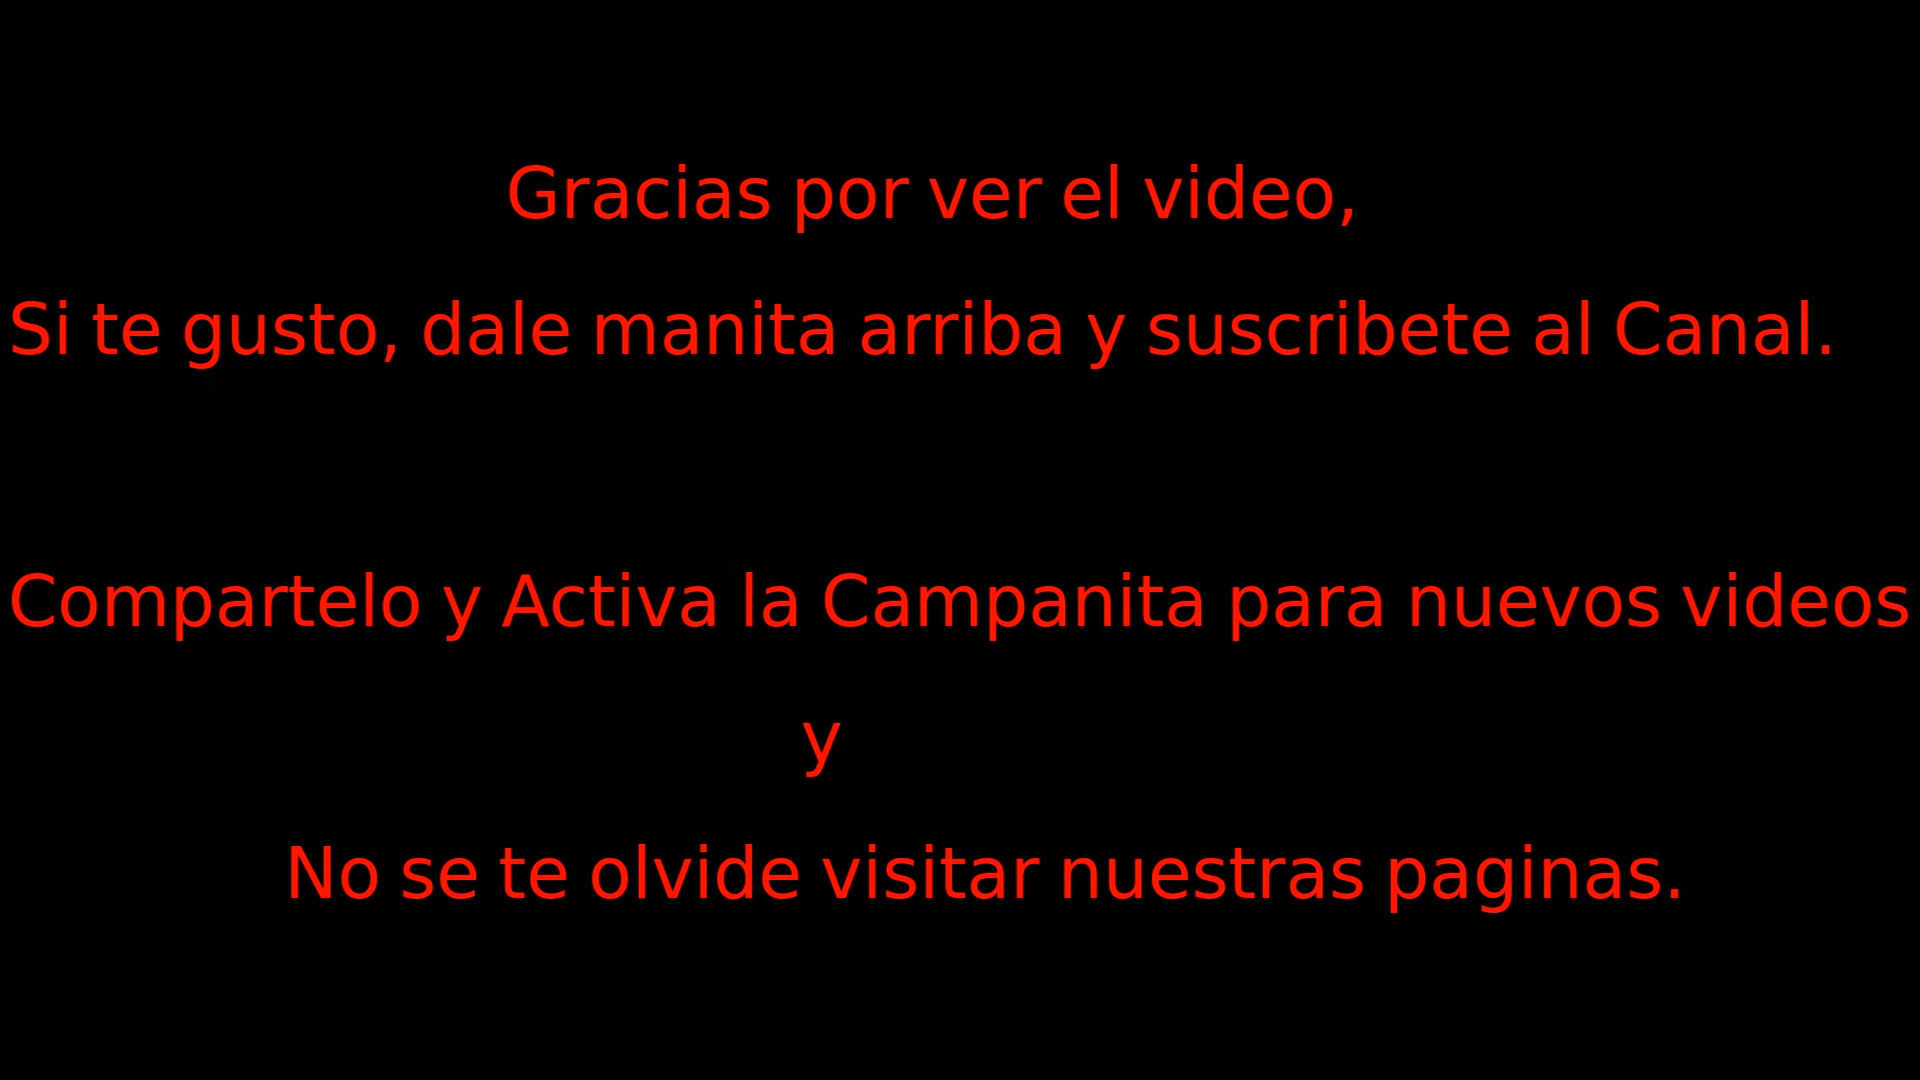 Gracias por ver el video,
Si te gusto, dale manita arriba y suscribete al Canal.
Compartelo y Activa la Campanita para nuevos videos
y
No se te olvide visitar nuestras paginas.